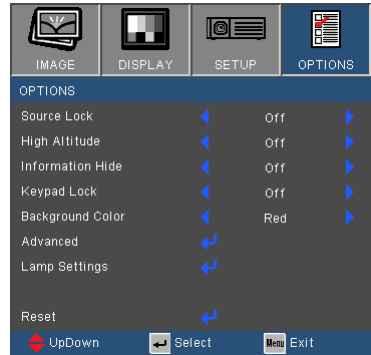 IMAGE DISPLAY SETUP OPTIONS
OPTIONS
Source Lock Off
High Altitude Off
Information Hide Off
Keypad Lock Off
Background Color Red
Advanced
Lamp Settings
Reset
UpDown Select Menu Exit